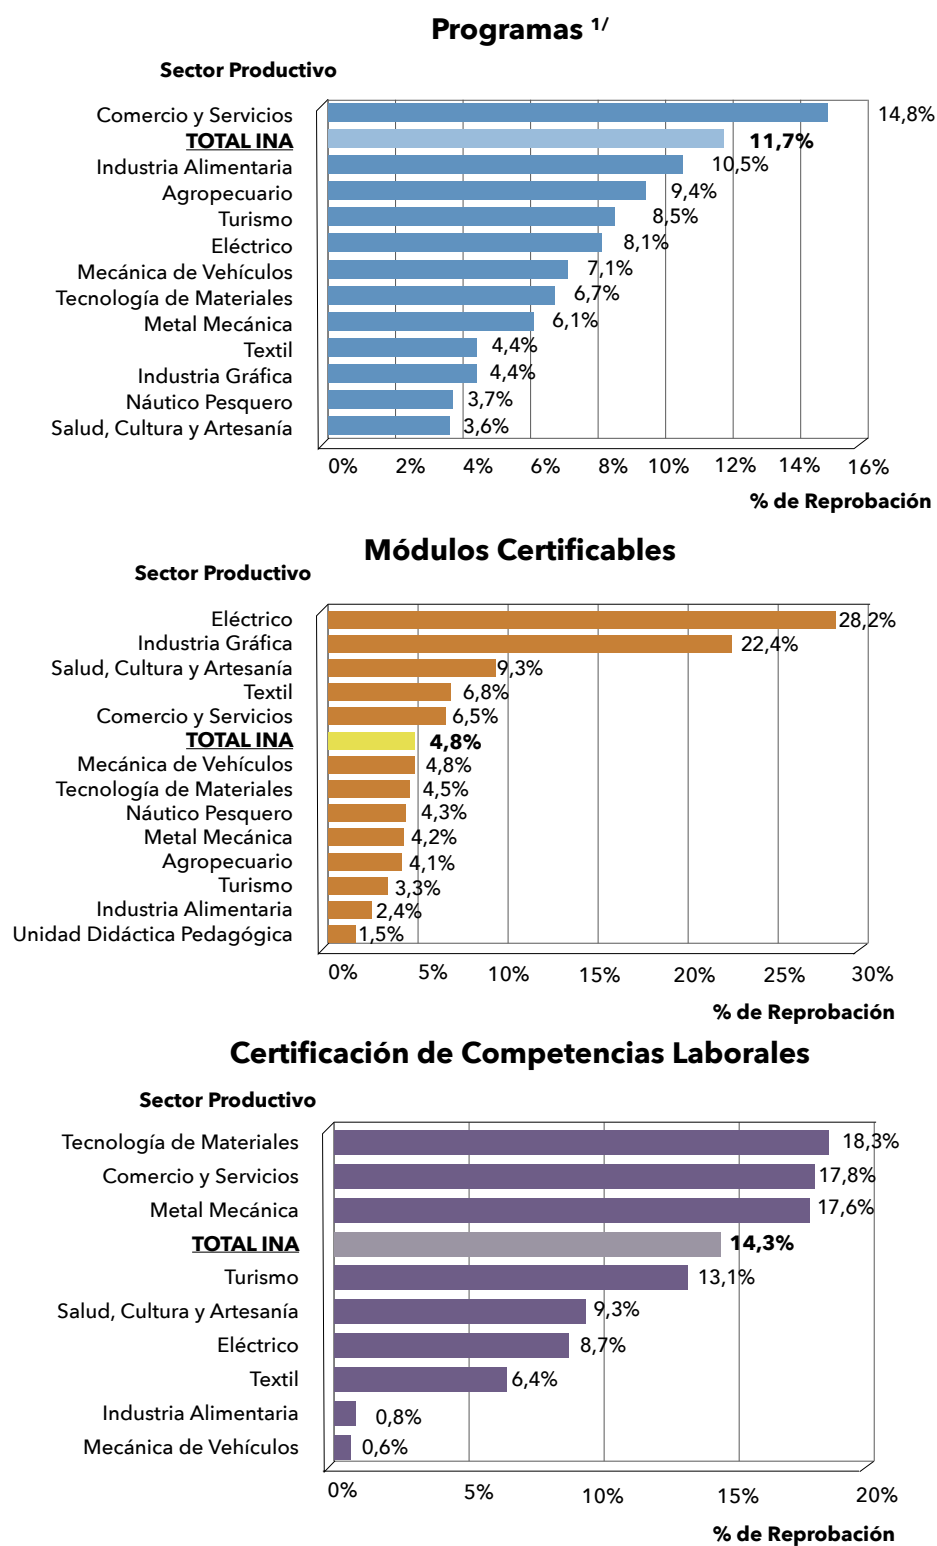 Programas 1/
Sector Productivo
Comercio y Servicios 14,8%
TOTAL INA 11,7%
Industria Alimentaria 10,5%
Agropecuario 9,4%
Turismo 8,5%
Eléctrico 8,1%
Mecánica de Vehículos 7,1%
Tecnología de Materiales 6,7%
Metal Mecánica 6,1%
Textil 4,4%
Industria Gráfica 4,4%
Náutico Pesquero 3,7%
Salud, Cultura y Artesanía 3,6%
0% 2% 4% 6% 8% 10% 12% 14% 16%
% de Reprobación
Módulos Certificables
Sector Productivo
Eléctrico 28,2%
Industria Gráfica 22,4%
Salud, Cultura y Artesanía 9,3%
Textil 6,8%
Comercio y Servicios 6,5%
TOTAL INA 4,8%
Mecánica de Vehículos 4,8%
Tecnología de Materiales 4,5%
Náutico Pesquero 4,3%
Metal Mecánica 4,2%
Agropecuario 4,1%
Turismo 3,3%
Industria Alimentaria 2,4%
Unidad Didáctica Pedagógica 1,5%
0% 5% 10% 15% 20% 25% 30%
% de Reprobación
Certificación de Competencias Laborales
Sector Productivo
Tecnología de Materiales 18,3%
Comercio y Servicios 17,8%
Metal Mecánica 17,6%
TOTAL INA 14,3%
Turismo 13,1%
Salud, Cultura y Artesanía 9,3%
Eléctrico 8,7%
Textil 6,4%
Industria Alimentaria 0,8%
Mecánica de Vehículos 0,6%
0% 5% 10% 15% 20%
% de Reprobación